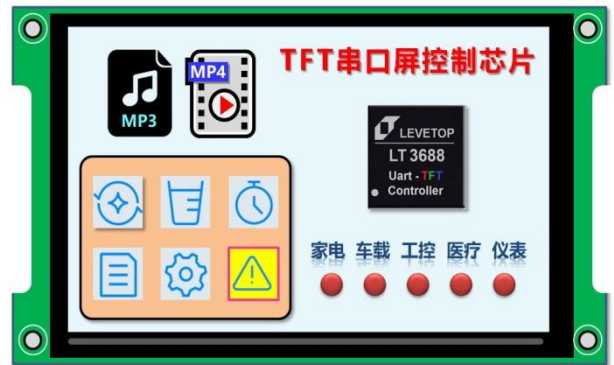 MP3
MP4
TFT串口屏控制芯片
LEVETOP
LT 3688
Uart - TFT
Controller
家电 车载 工控 医疗 仪表